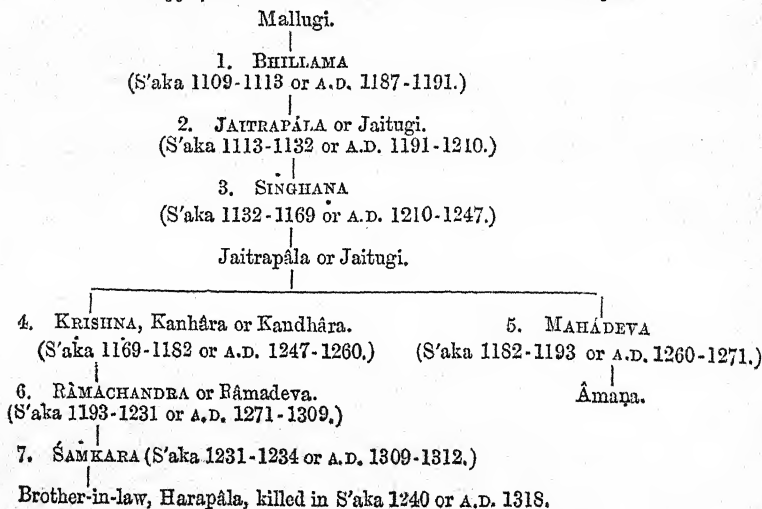 Mallugi.
1. BHILLAMA
(S'aka 1109-1113 or A.D. 1187-1191.)
2. JAITRAPÁLA or Jaitugi.
(S'aka 1113-1132 or A.D. 1191-1210.)
3. SINGHANA
(S'aka 1132-1169 or A.D. 1210-1247.)
Jaitrapâla or Jaitugi.
4. KRISHNA, Kanhâra or Kandhâra. 5. MAHÁDEVA
(S'aka 1169-1182 or A.D. 1247-1260.) (S'aka 1182-1193 or A.D. 1260-1271.)
6. RÂMACHANDRA or Râmadeva. Âmaṇa.
(S'aka 1193-1231 or A.D. 1271-1309.)
7. ŚAṀKARA (S'aka 1231-1234 or A.D. 1309-1312.)
Brother-in-law, Harapâla, killed in S'aka 1240 or A.D. 1318.